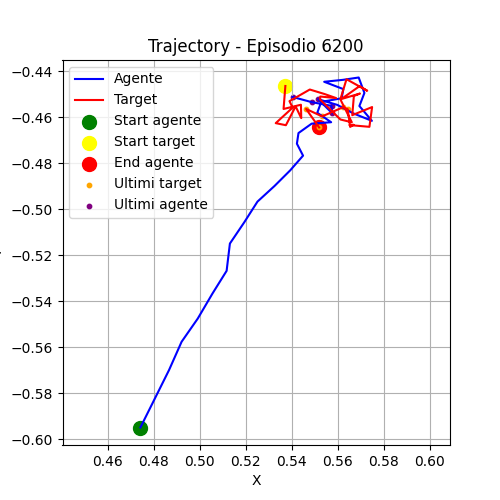 Trajectory - Episodio 6200
Agente
Target
Start agente
Start target
End agente
Ultimi target
Ultimi agente
−0.44
−0.46
−0.48
−0.50
−0.52
−0.54
−0.56
−0.58
−0.60
0.46 0.48 0.50 0.52 0.54 0.56 0.58 0.60
X